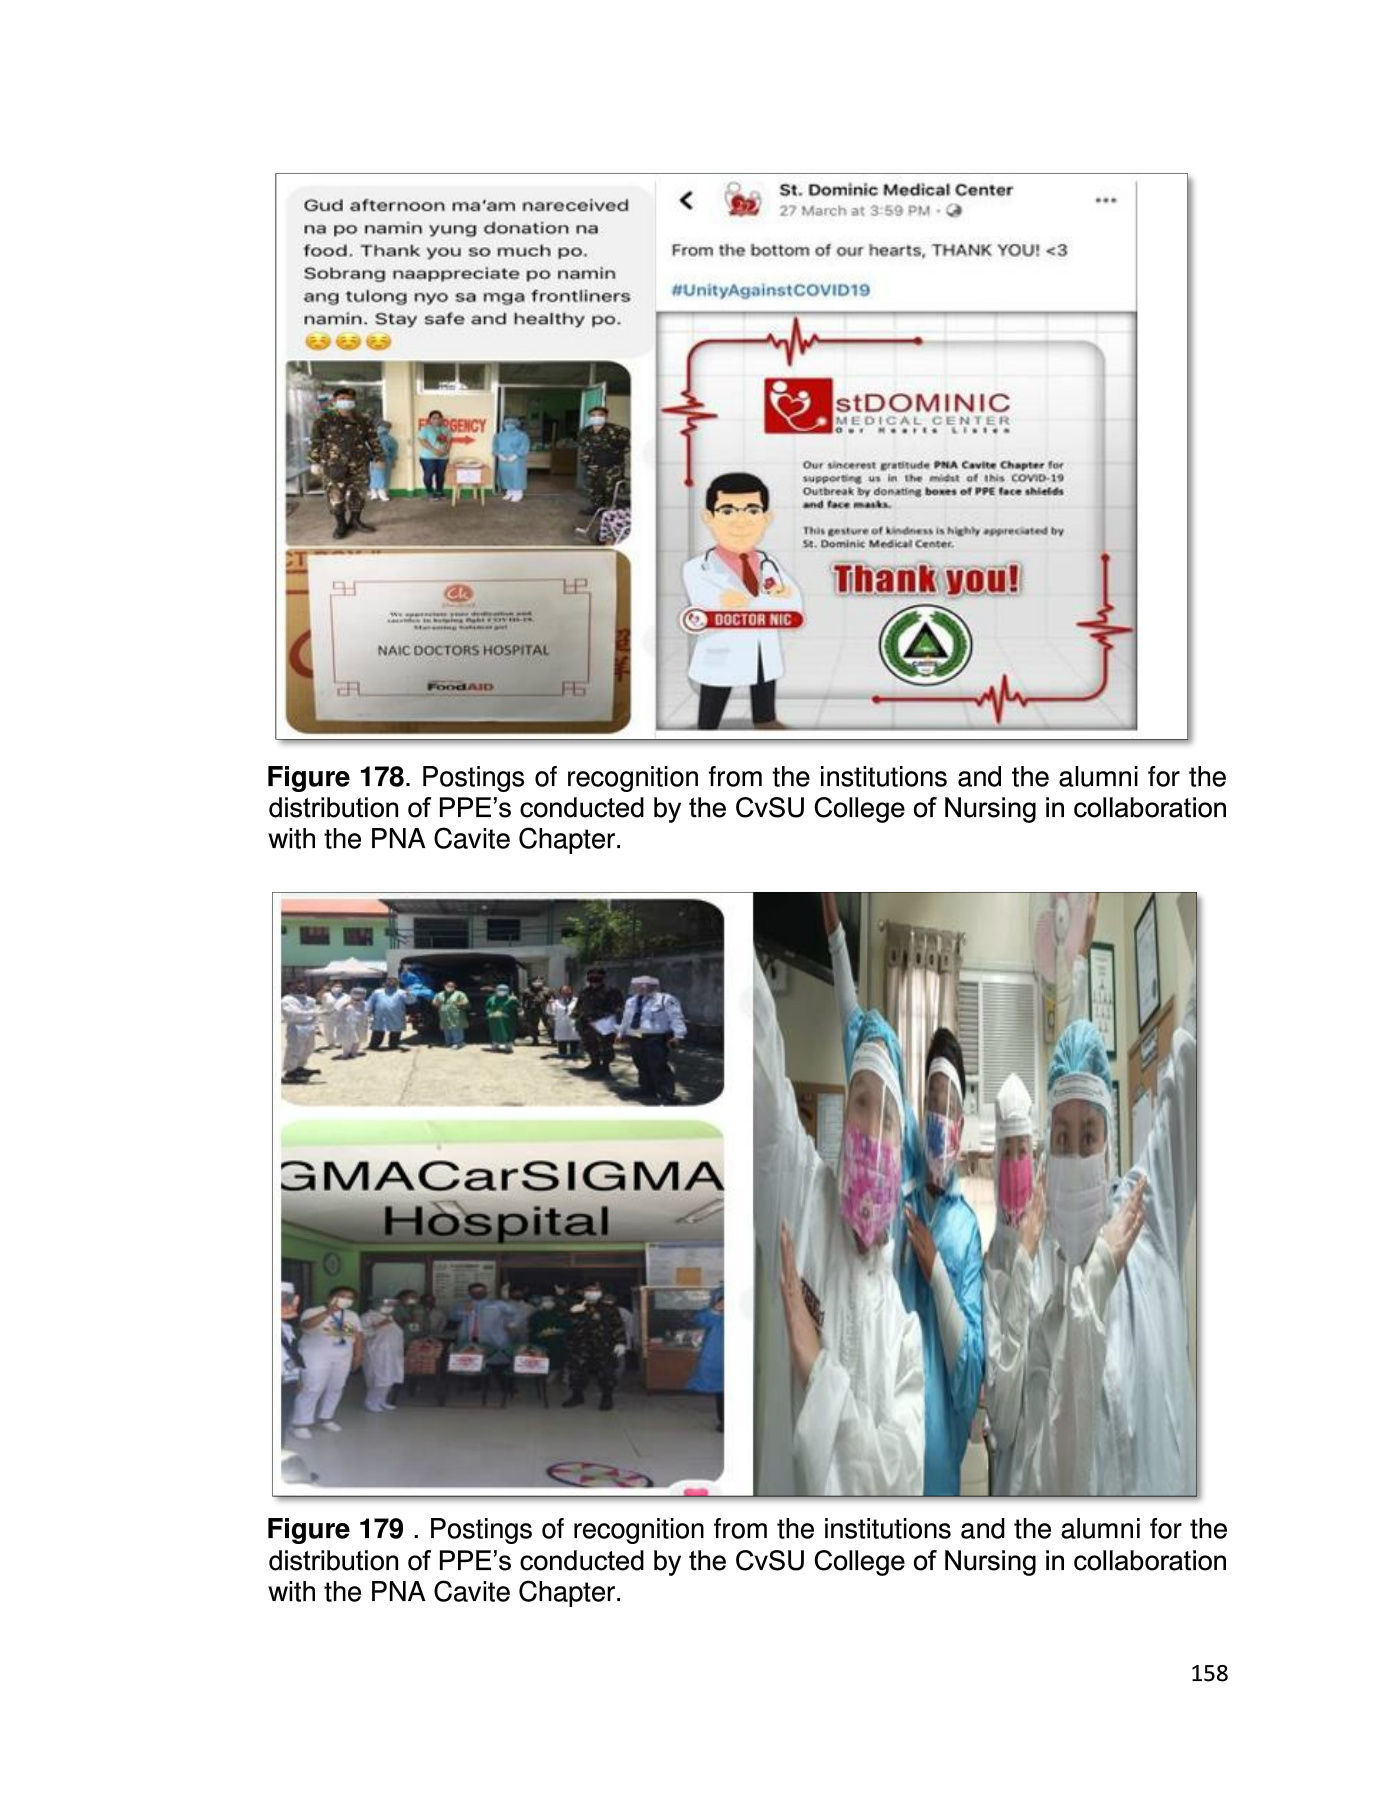 Gud afternoon ma'am nareceived
na po namin yung donation na
food. Thank you so much po.
Sobrang naappreciate po namin
ang tulong nyo sa mga frontliners
namin. Stay safe and healthy po.
EMERGENCY
We appreciate your dedication and
sacrifice in helping fight COVID-19.
Maraming Salamat po!
NAIC DOCTORS HOSPITAL
FoodAID
St. Dominic Medical Center
27 March at 3:59 PM
From the bottom of our hearts, THANK YOU! <3
#UnityAgainstCOVID19
stDOMINIC
MEDICAL CENTER
Our Hearts Listen
Our sincerest gratitude PNA Cavite Chapter for
supporting us in the midst of this COVID-19
Outbreak by donating boxes of PPE face shields
and face masks.
This gesture of kindness is highly appreciated by
St. Dominic Medical Center.
Thank you!
DOCTOR NIC
Figure 178. Postings of recognition from the institutions and the alumni for the
distribution of PPE's conducted by the CvSU College of Nursing in collaboration
with the PNA Cavite Chapter.
GMACarSIGMA
Hospital
Figure 179 . Postings of recognition from the institutions and the alumni for the
distribution of PPE's conducted by the CvSU College of Nursing in collaboration
with the PNA Cavite Chapter.
158